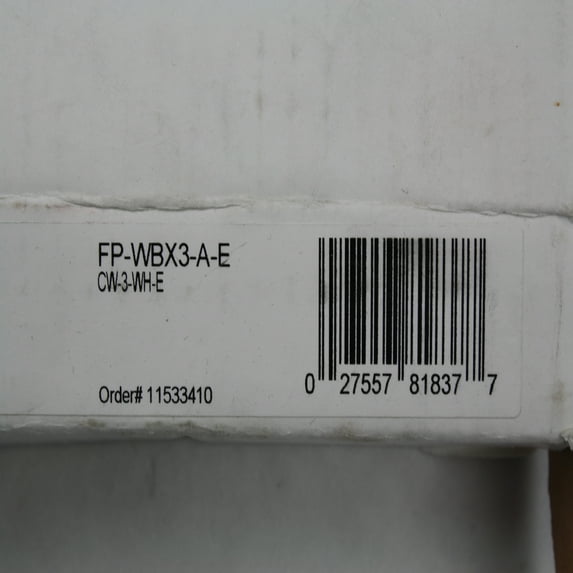 FP-WBX3-A-E
CW-3-WH-E
Order# 11533410
0 27557 81837 7